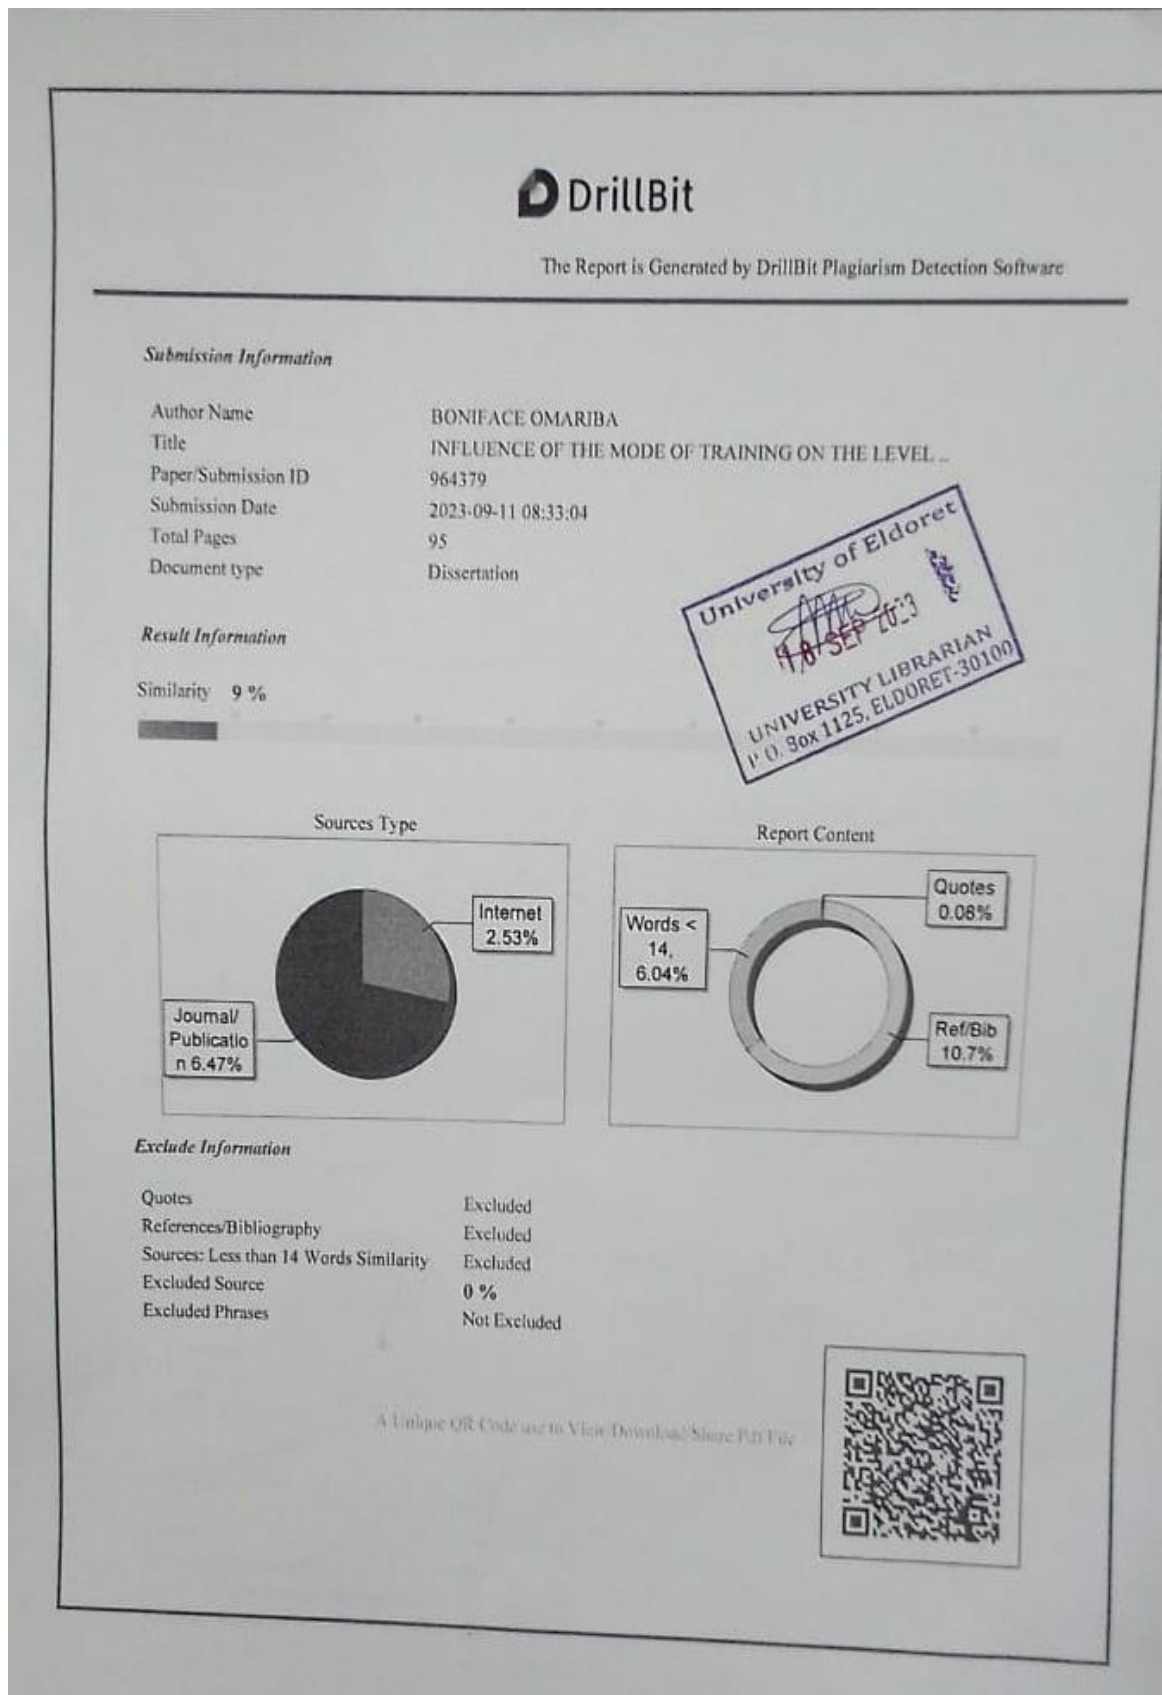 DrillBit
The Report is Generated by DrillBit Plagiarism Detection Software
Submission Information
Author Name BONIFACE OMARIBA
Title INFLUENCE OF THE MODE OF TRAINING ON THE LEVEL ..
Paper/Submission ID 964379
Submission Date 2023-09-11 08:33:04
Total Pages 95
Document type Dissertation
University of Eldoret
18 SEP 2023
UNIVERSITY LIBRARIAN
P.O. Box 1125, ELDORET-30100
Result Information
Similarity 9 %
Sources Type
Internet
2.53%
Journal/
Publicatio
n 6.47%
Report Content
Quotes
0.08%
Words <
14,
6.04%
Ref/Bib
10.7%
Exclude Information
Quotes Excluded
References/Bibliography Excluded
Sources: Less than 14 Words Similarity Excluded
Excluded Source 0 %
Excluded Phrases Not Excluded
A Unique QR Code use to View/Download/Share Pdf File